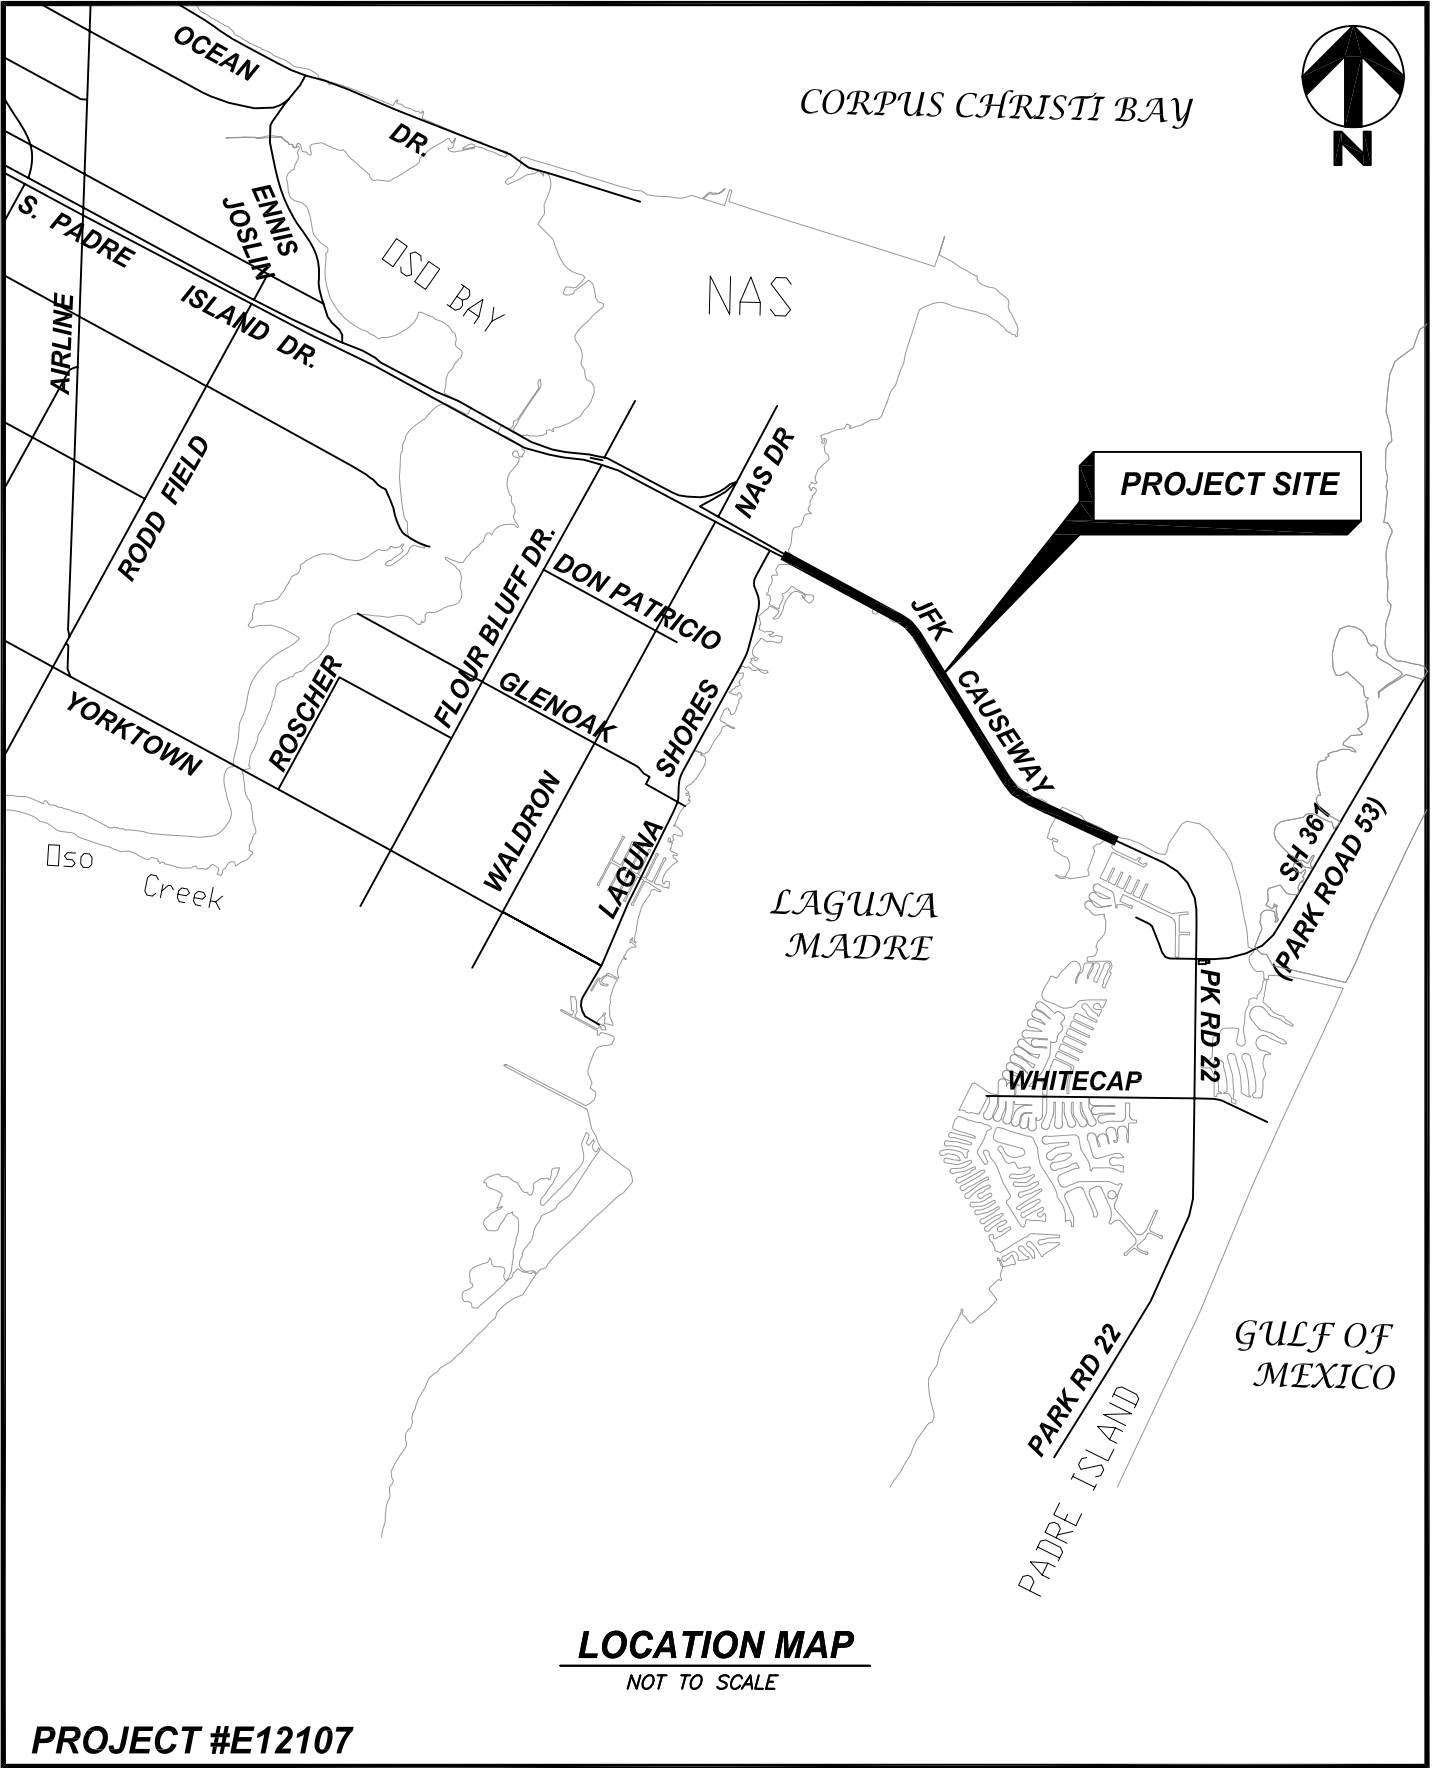 OCEAN
DR.
CORPUS CHRISTI BAY
N
S. PADRE
ISLAND DR.
ENNIS
JOSLIN
OSO BAY
NAS
AIRLINE
RODD FIELD
NAS DR
PROJECT SITE
FLOUR BLUFF DR.
DON PATRICIO
JFK
CAUSEWAY
YORKTOWN
ROSCHER
GLENOAK
SHORES
LAGUNA
WALDRON
Oso
Creek
LAGUNA
MADRE
SH 361
(PARK ROAD 53)
PK RD 22
WHITECAP
GULF OF
MEXICO
PARK RD 22
PADRE ISLAND
LOCATION MAP
NOT TO SCALE
PROJECT #E12107